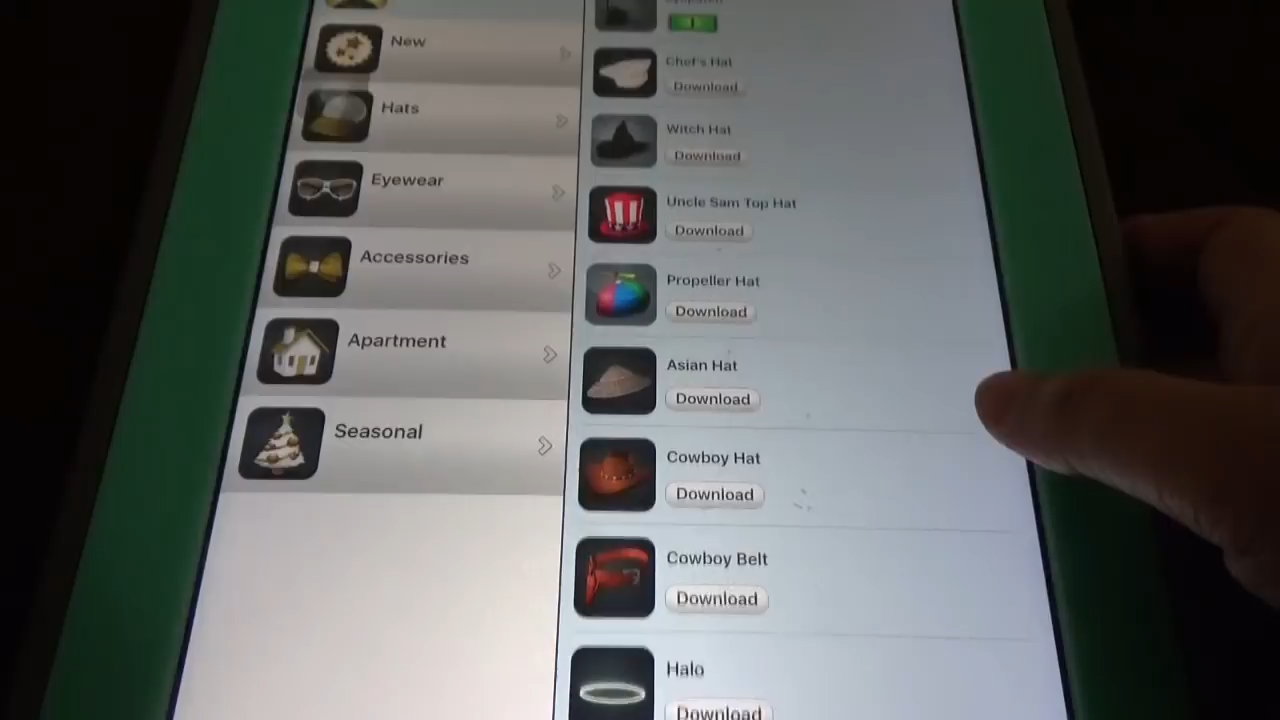 New
Hats
Eyewear
Accessories
Apartment
Seasonal
Chef's Hat
Download
Witch Hat
Download
Uncle Sam Top Hat
Download
Propeller Hat
Download
Asian Hat
Download
Cowboy Hat
Download
Cowboy Belt
Download
Halo
Download